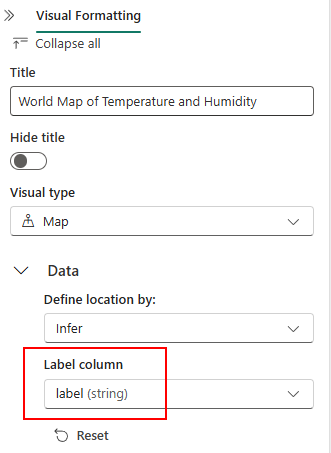 Visual Formatting
Collapse all
Title
World Map of Temperature and Humidity
Hide title
Visual type
Map
Data
Define location by:
Infer
Label column
label (string)
Reset